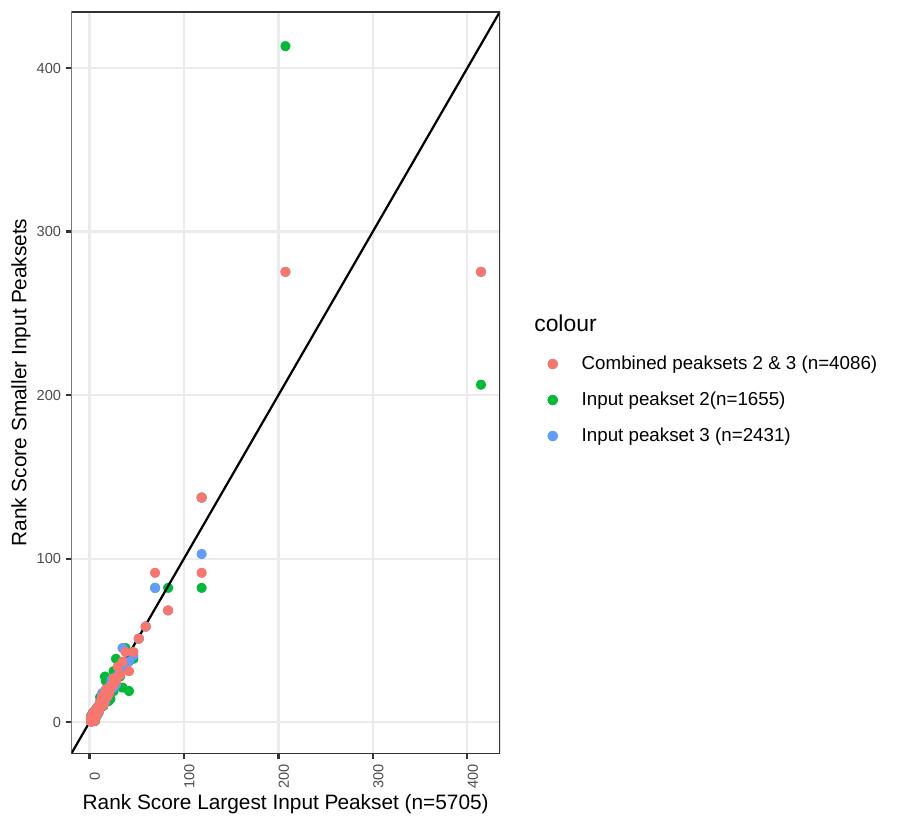 400
300
200
100
0
Rank Score Smaller Input Peaksets
0
100
200
300
400
Rank Score Largest Input Peakset (n=5705)
colour
Combined peaksets 2 & 3 (n=4086)
Input peakset 2(n=1655)
Input peakset 3 (n=2431)